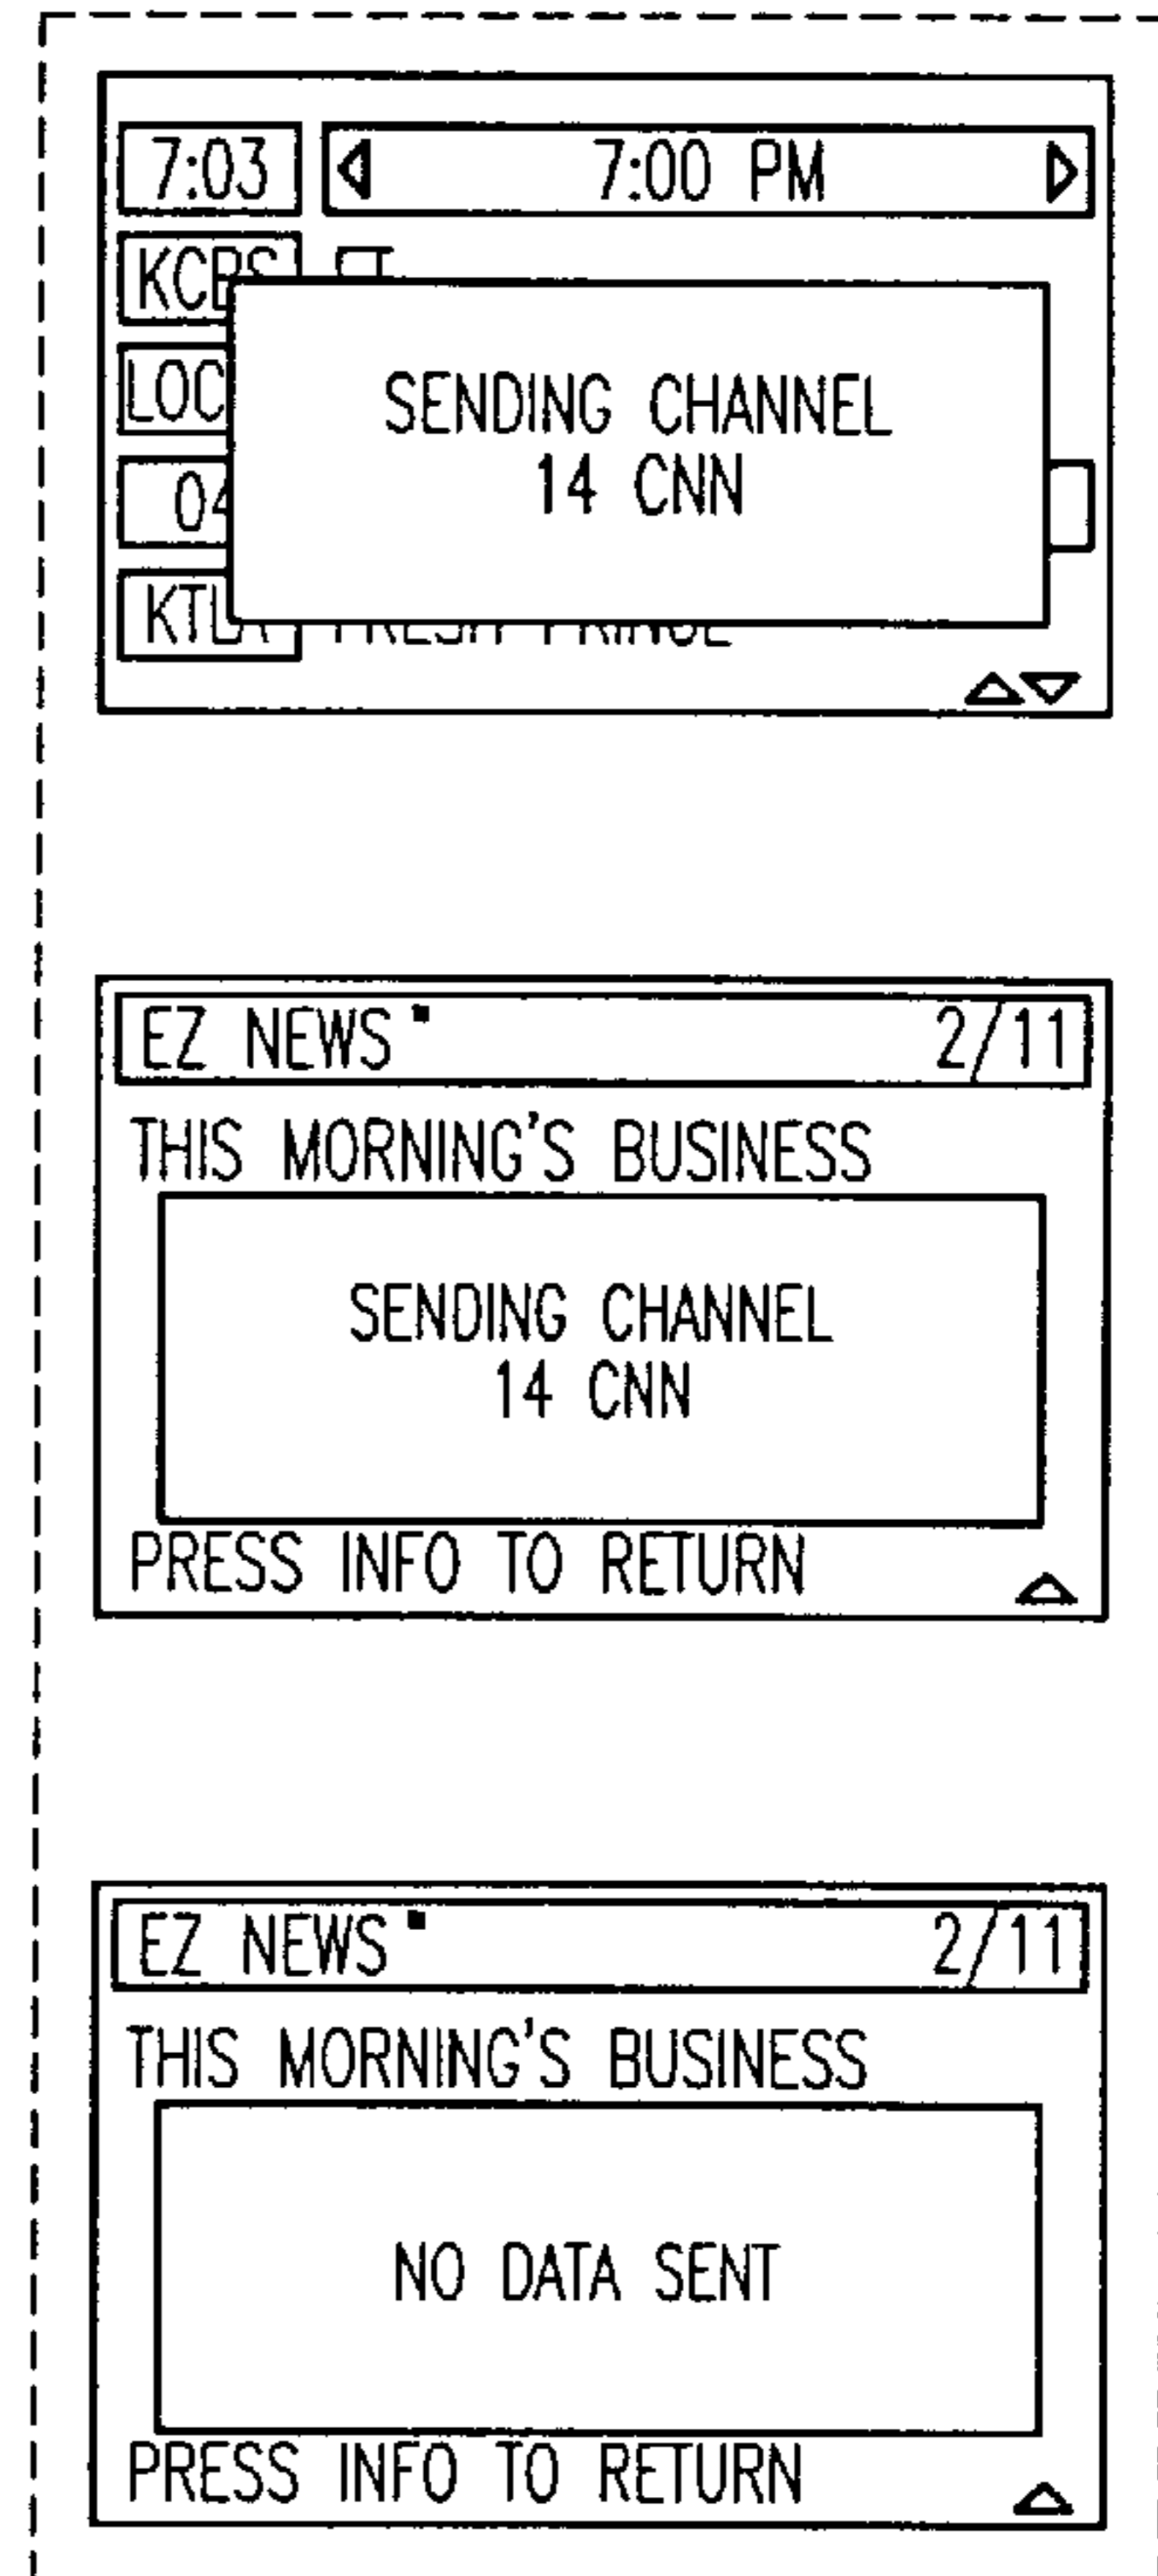 7:03 7:00 PM
SENDING CHANNEL
14 CNN
04
EZ NEWS 2/11
THIS MORNING'S BUSINESS
SENDING CHANNEL
14 CNN
PRESS INFO TO RETURN
EZ NEWS 2/11
THIS MORNING'S BUSINESS
NO DATA SENT
PRESS INFO TO RETURN